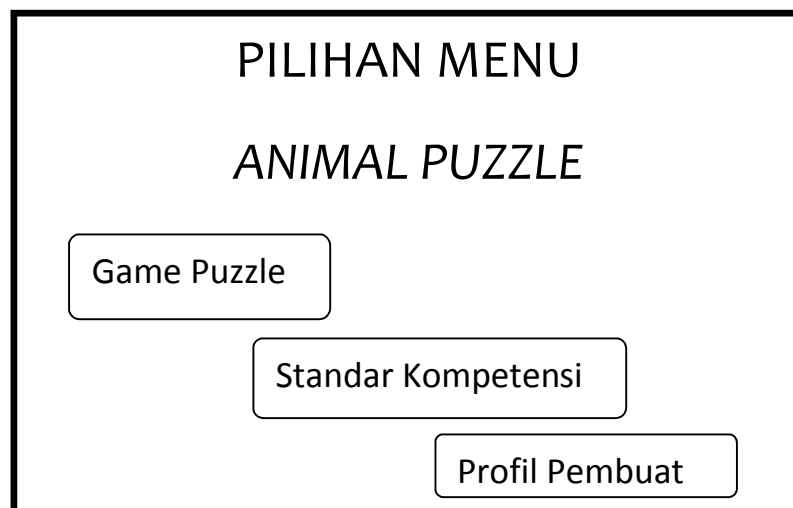 PILIHAN MENU
ANIMAL PUZZLE
Game Puzzle
Standar Kompetensi
Profil Pembuat